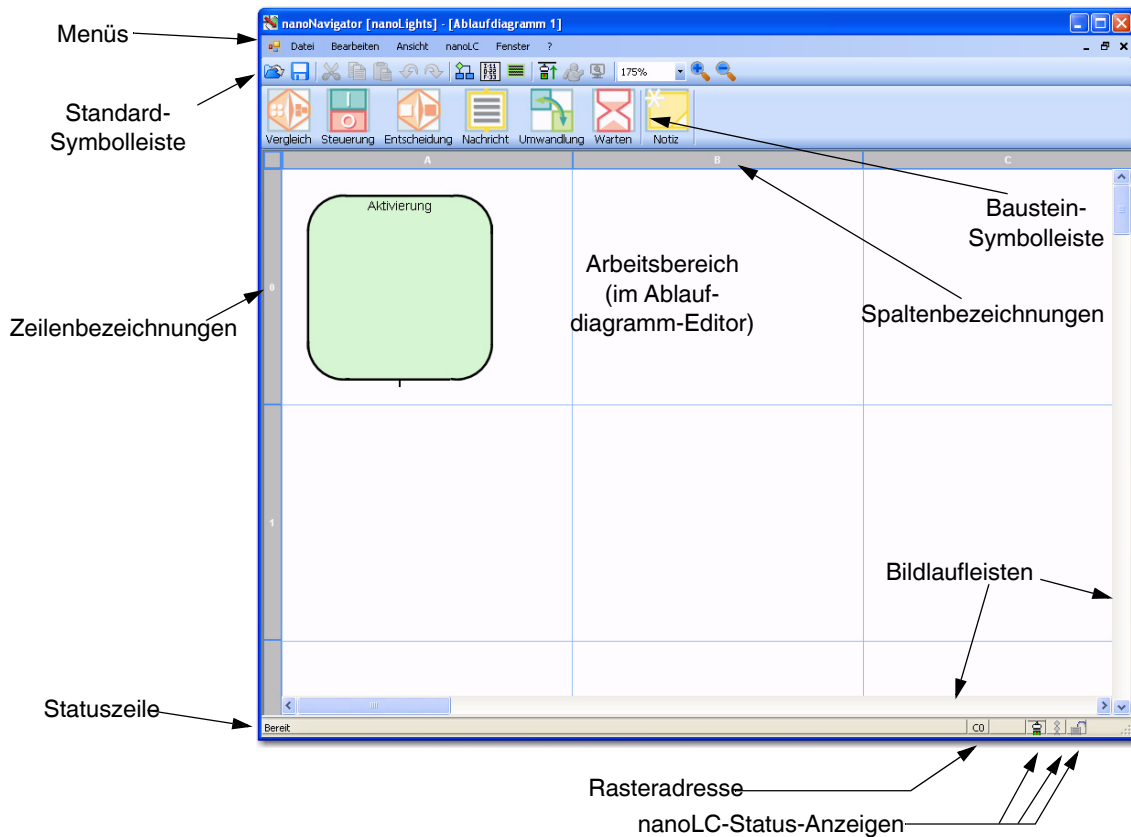 nanoNavigator [nanoLights] - [Ablaufdiagramm 1]
Menüs
Datei Bearbeiten Ansicht nanoLC Fenster ?
175%
Standard-
Symbolleiste
Vergleich Steuerung Entscheidung Nachricht Umwandlung Warten Notiz
A B C
Aktivierung
Baustein-
Symbolleiste
Arbeitsbereich
(im Ablauf-
diagramm-Editor)
0
Zeilenbezeichnungen
Spaltenbezeichnungen
1
Bildlaufleisten
Statuszeile
Bereit
C0
Rasteradresse
nanoLC-Status-Anzeigen